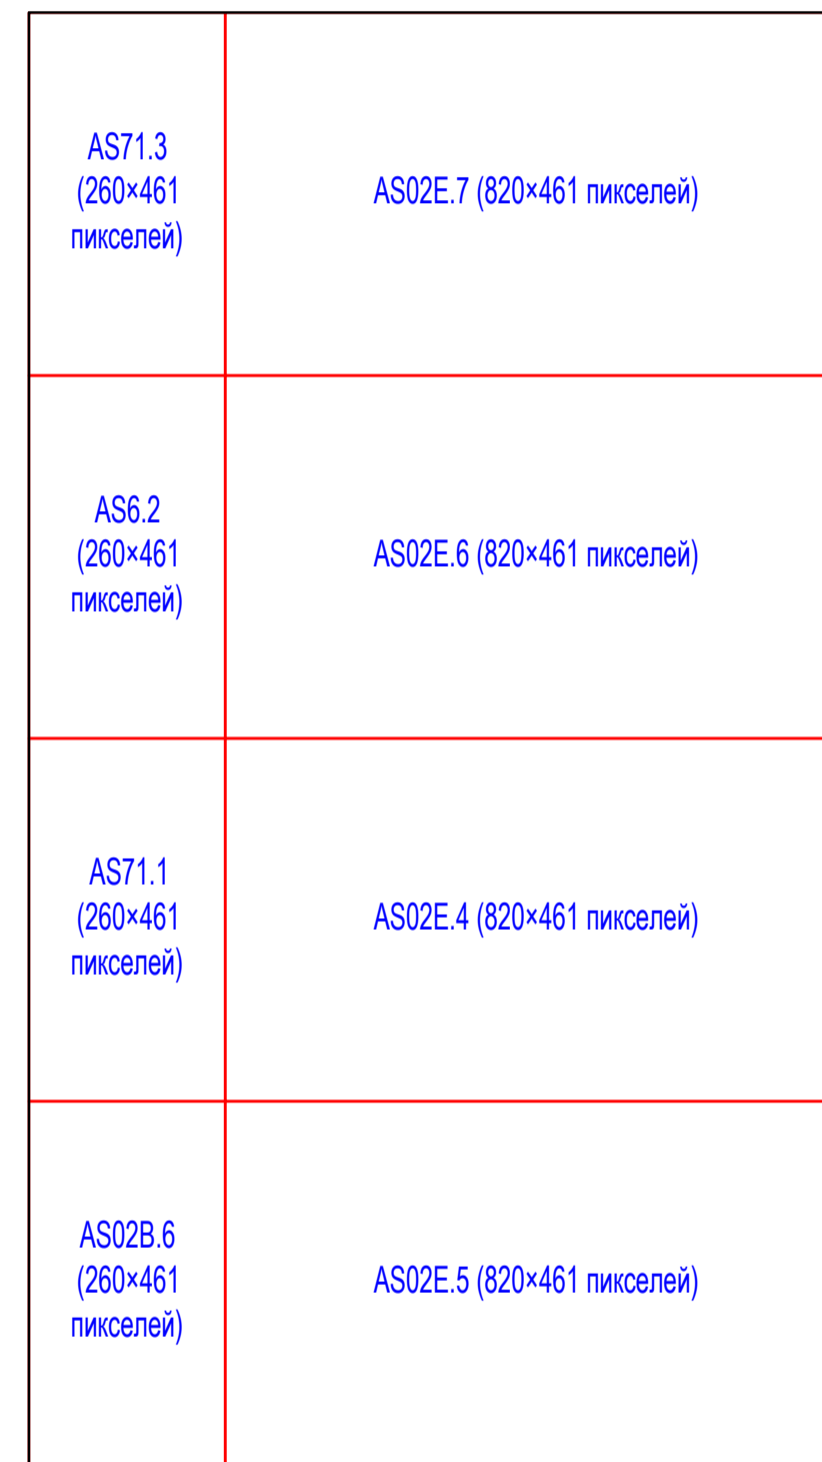 AS71.3
(260×461
пикселей)
AS02E.7 (820×461 пикселей)
AS6.2
(260×461
пикселей)
AS02E.6 (820×461 пикселей)
AS71.1
(260×461
пикселей)
AS02E.4 (820×461 пикселей)
AS02B.6
(260×461
пикселей)
AS02E.5 (820×461 пикселей)